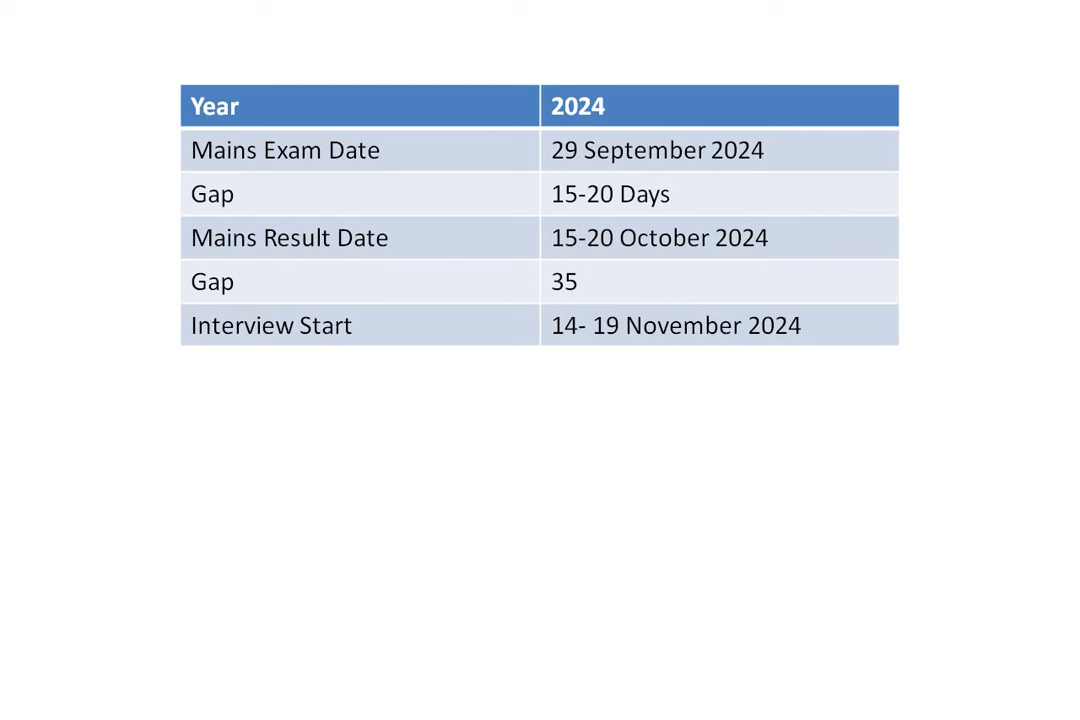 Year 2024
Mains Exam Date 29 September 2024
Gap 15-20 Days
Mains Result Date 15-20 October 2024
Gap 35
Interview Start 14- 19 November 2024